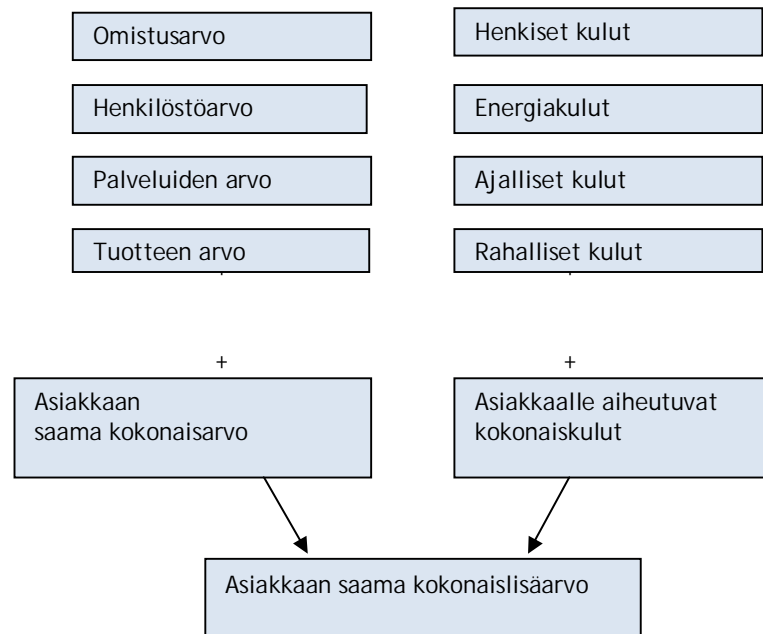 Omistusarvo
Henkiset kulut
Henkilöstöarvo
Energiakulut
Palveluiden arvo
Ajalliset kulut
Tuotteen arvo
Rahalliset kulut
+
+
Asiakkaan
saama kokonaisarvo
Asiakkaalle aiheutuvat
kokonaiskulut
Asiakkaan saama kokonaislisäarvo